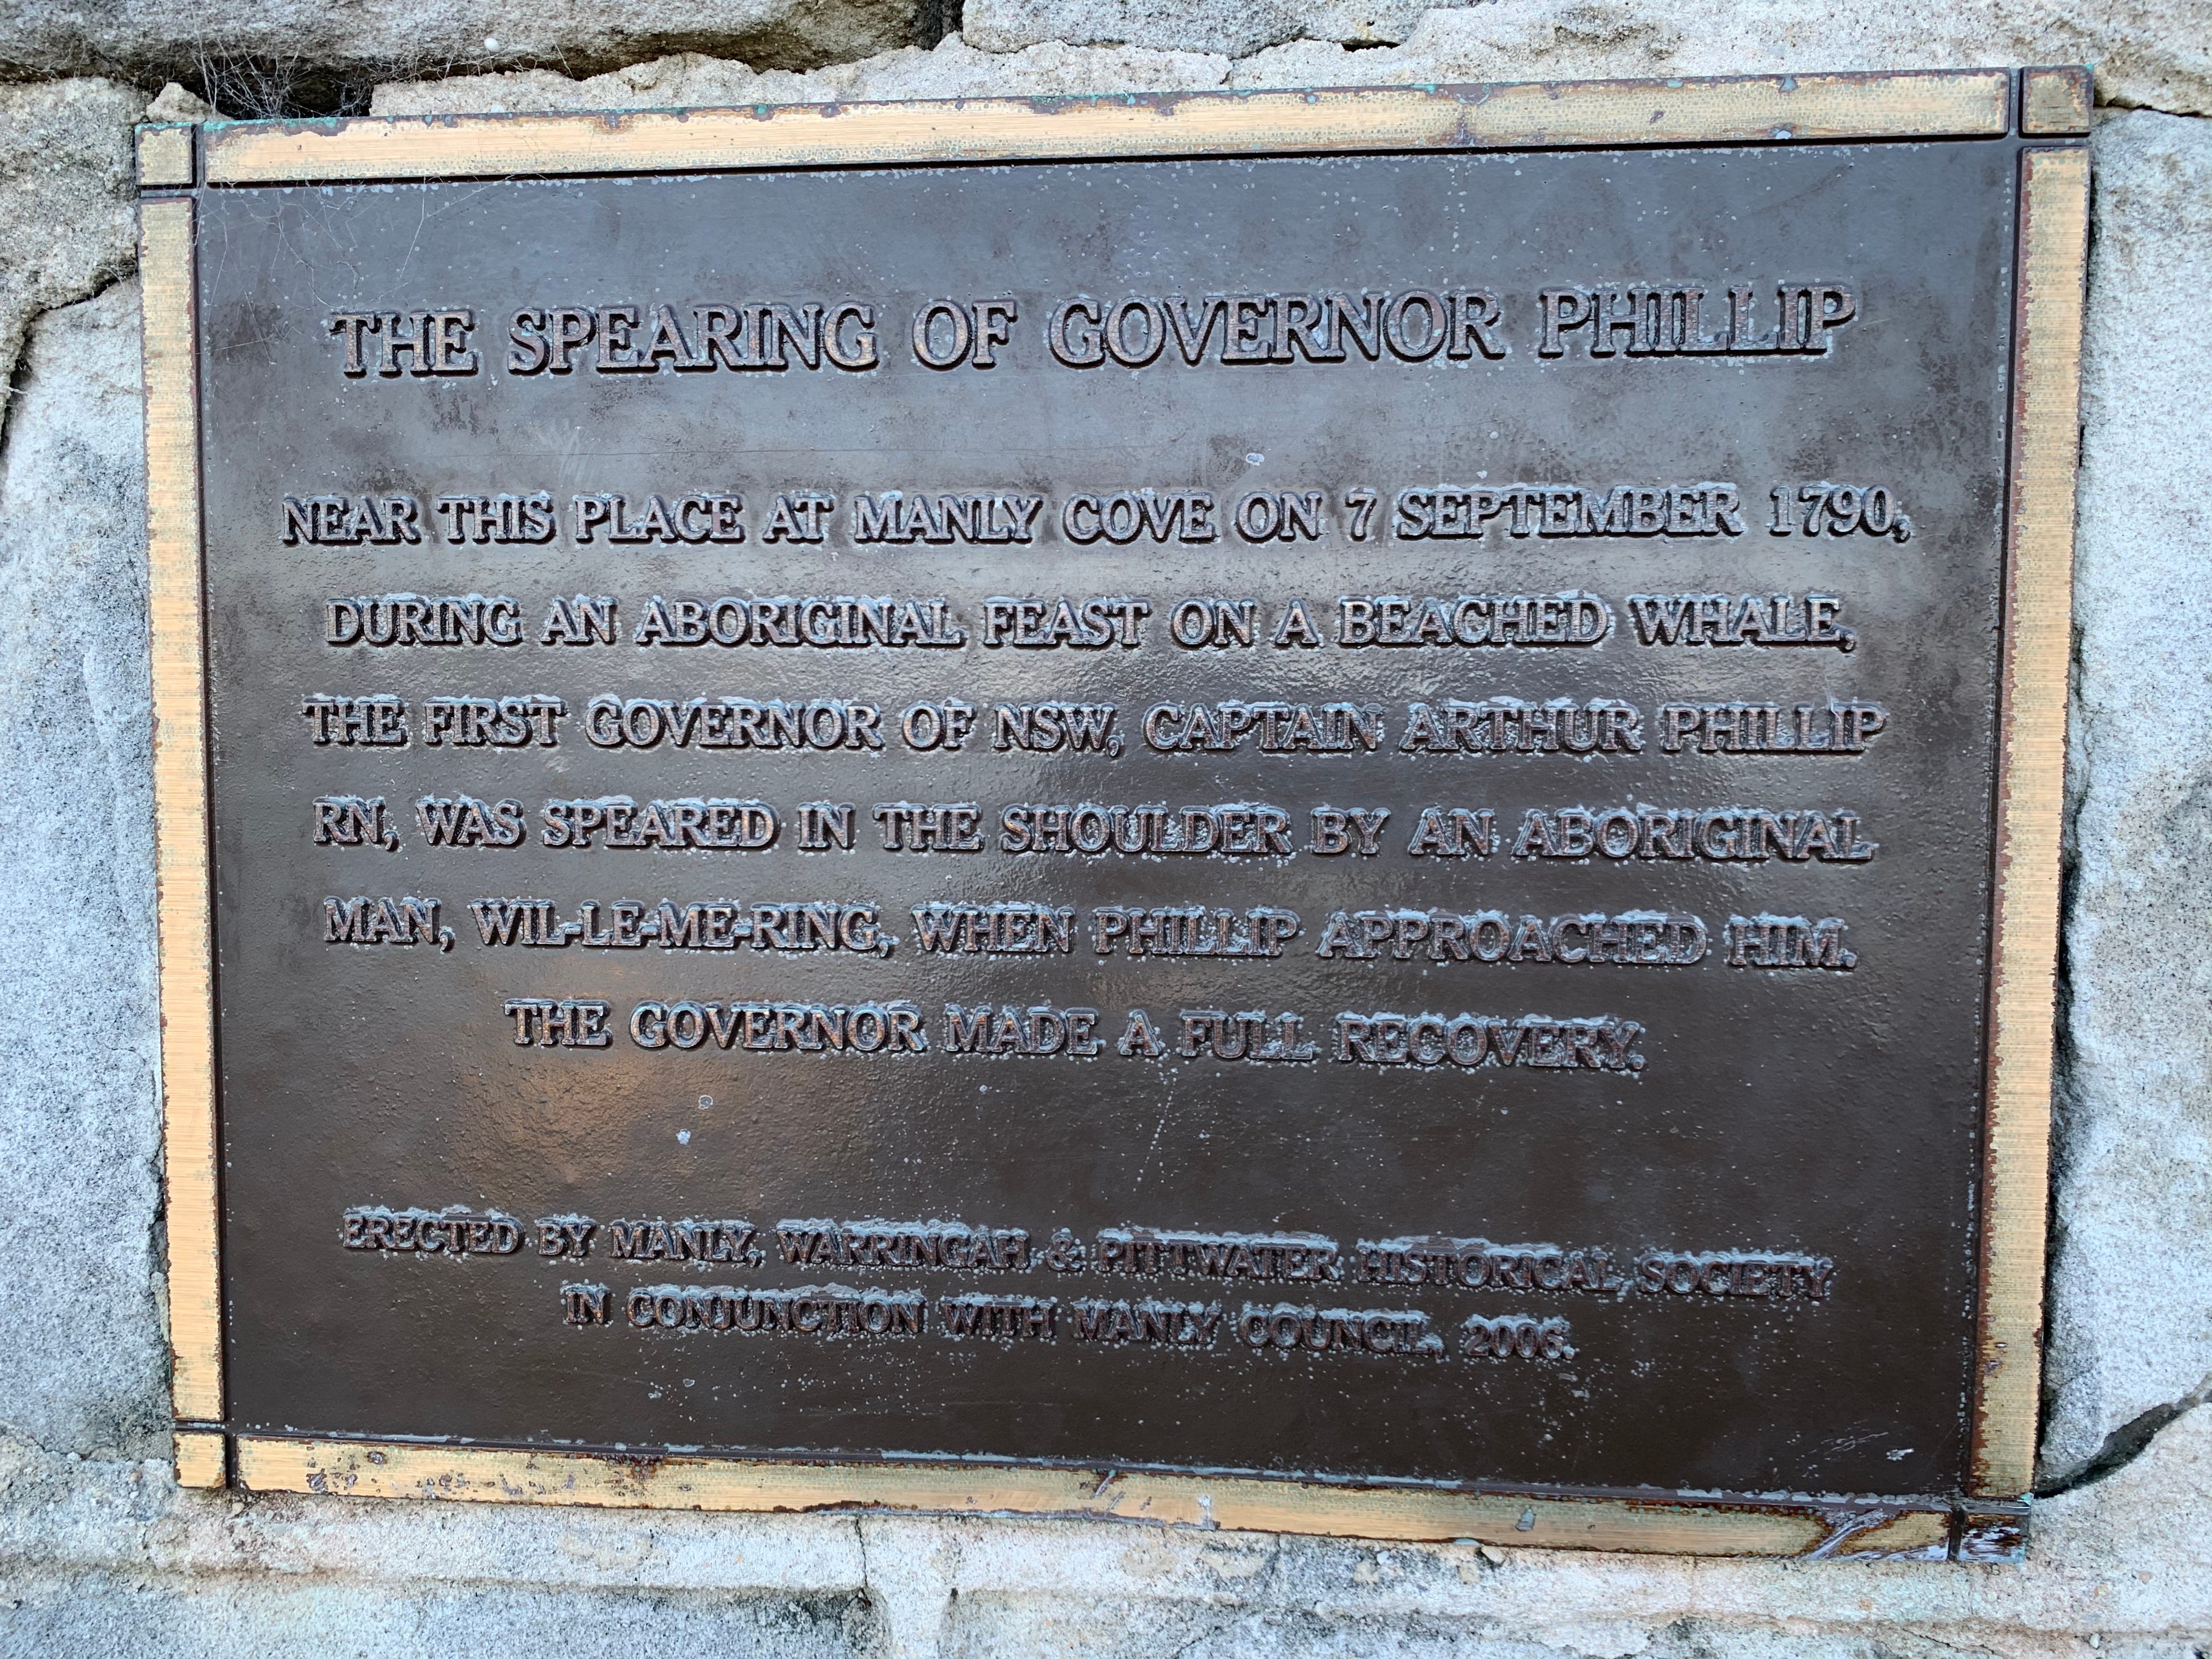 THE SPEARING OF GOVERNOR PHILLIP
NEAR THIS PLACE AT MANLY COVE ON 7 SEPTEMBER 1790,
DURING AN ABORIGINAL FEAST ON A BEACHED WHALE,
THE FIRST GOVERNOR OF NSW, CAPTAIN ARTHUR PHILLIP
RN, WAS SPEARED IN THE SHOULDER BY AN ABORIGINAL
MAN, WIL-LE-ME-RING, WHEN PHILLIP APPROACHED HIM.
THE GOVERNOR MADE A FULL RECOVERY.
ERECTED BY MANLY, WARRINGAH & PITTWATER HISTORICAL SOCIETY
IN CONJUNCTION WITH MANLY COUNCIL, 2006.